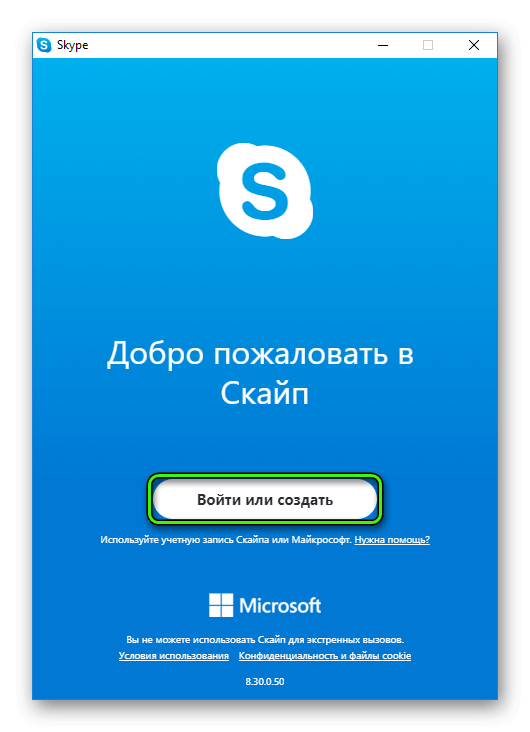 Skype
Добро пожаловать в
Скайп
Войти или создать
Используйте учетную запись Скайпа или Майкрософт. Нужна помощь?
Microsoft
Вы не можете использовать Скайп для экстренных вызовов.
Условия использования Конфиденциальность и файлы cookie
8.30.0.50